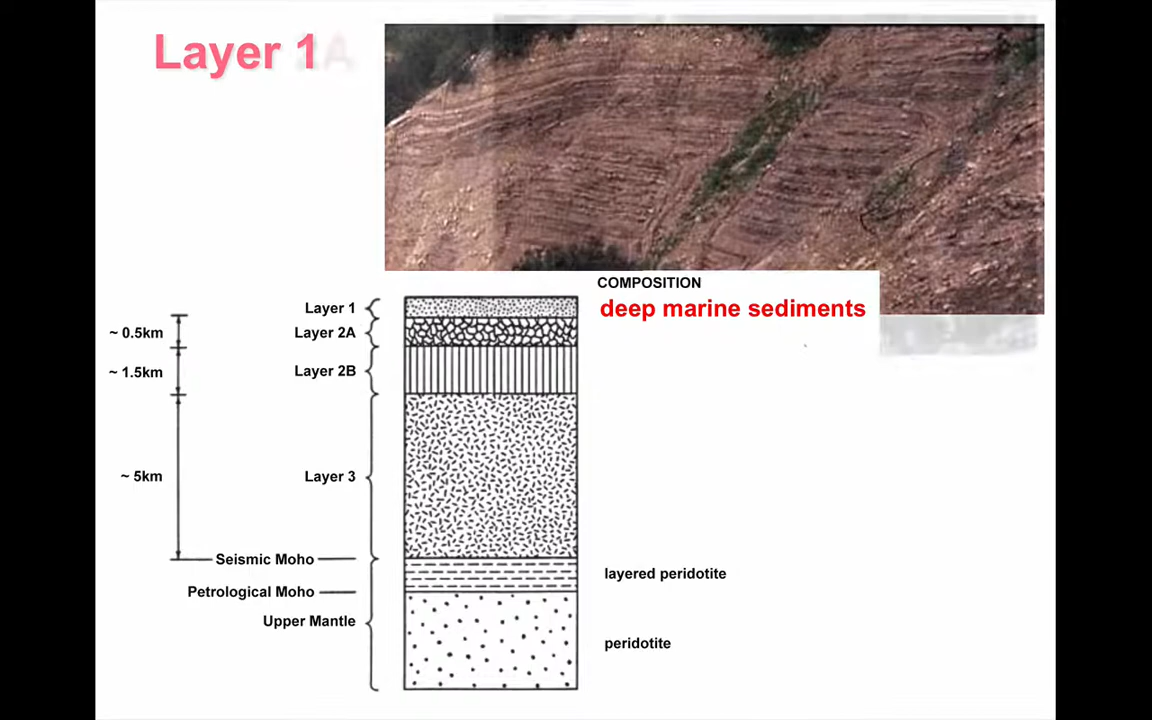 Layer 1
COMPOSITION
Layer 1
deep marine sediments
~ 0.5km
Layer 2A
~ 1.5km
Layer 2B
~ 5km
Layer 3
Seismic Moho
layered peridotite
Petrological Moho
Upper Mantle
peridotite